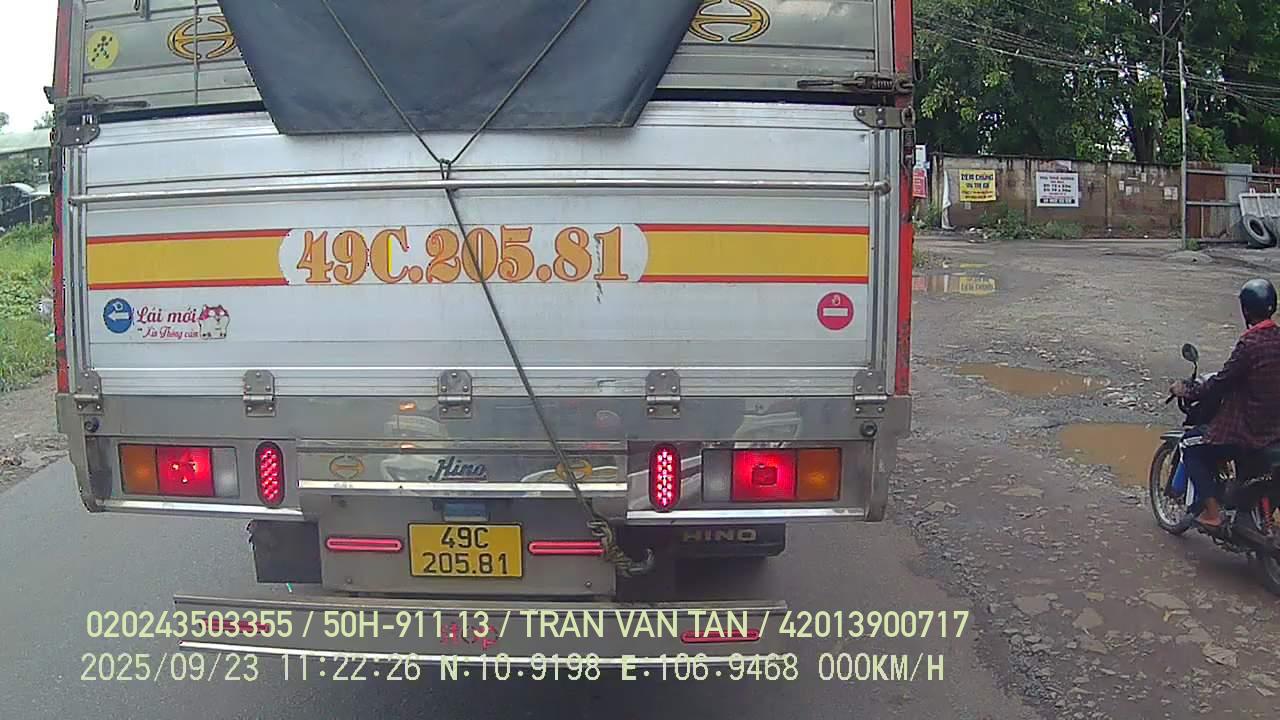 49C.205.81
Lái mới
Xin Thông cảm
Hino
HINO
49C
205.81
Stop
020243503355 / 50H-911.13 / TRAN VAN TAN / 42013900717
2025/09/23 11:22:26 N:10.9198 E:106.9468 000KM/H